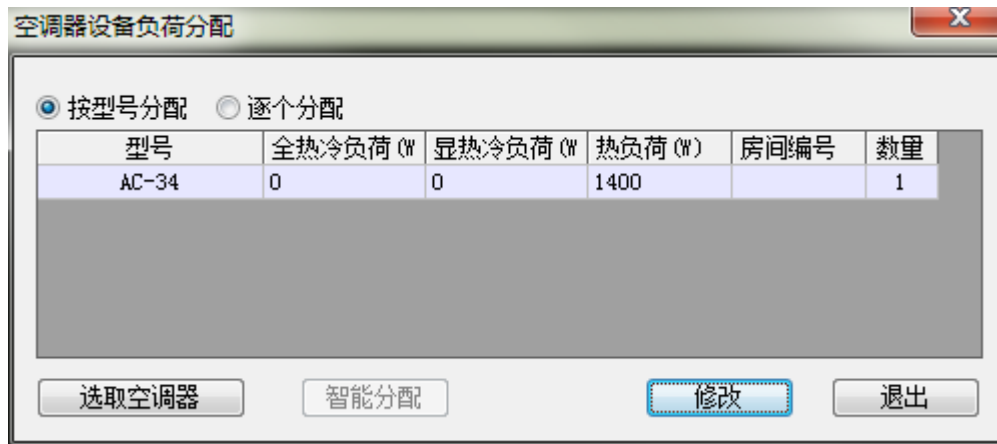 空调器设备负荷分配
按型号分配 逐个分配
型号 全热冷负荷(W 显热冷负荷(W 热负荷(W) 房间编号 数量
AC-34 0 0 1400 1
选取空调器 智能分配 修改 退出